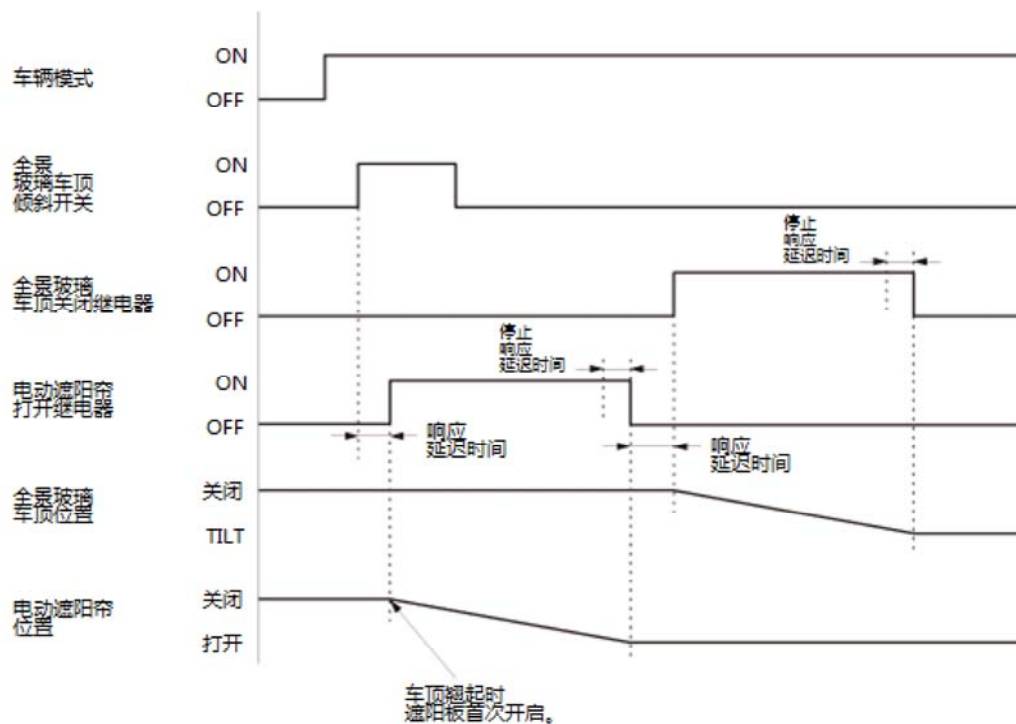 车辆模式
ON
OFF
全景
玻璃车顶
倾斜开关
ON
OFF
停止
响应
延迟时间
全景玻璃
车顶关闭继电器
ON
OFF
停止
响应
延迟时间
电动遮阳帘
打开继电器
ON
OFF
响应
延迟时间
响应
延迟时间
全景玻璃
车顶位置
关闭
TILT
电动遮阳帘
位置
关闭
打开
车顶翘起时
遮阳板首次开启。